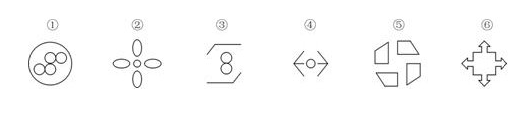 ① ② ③ ④ ⑤ ⑥